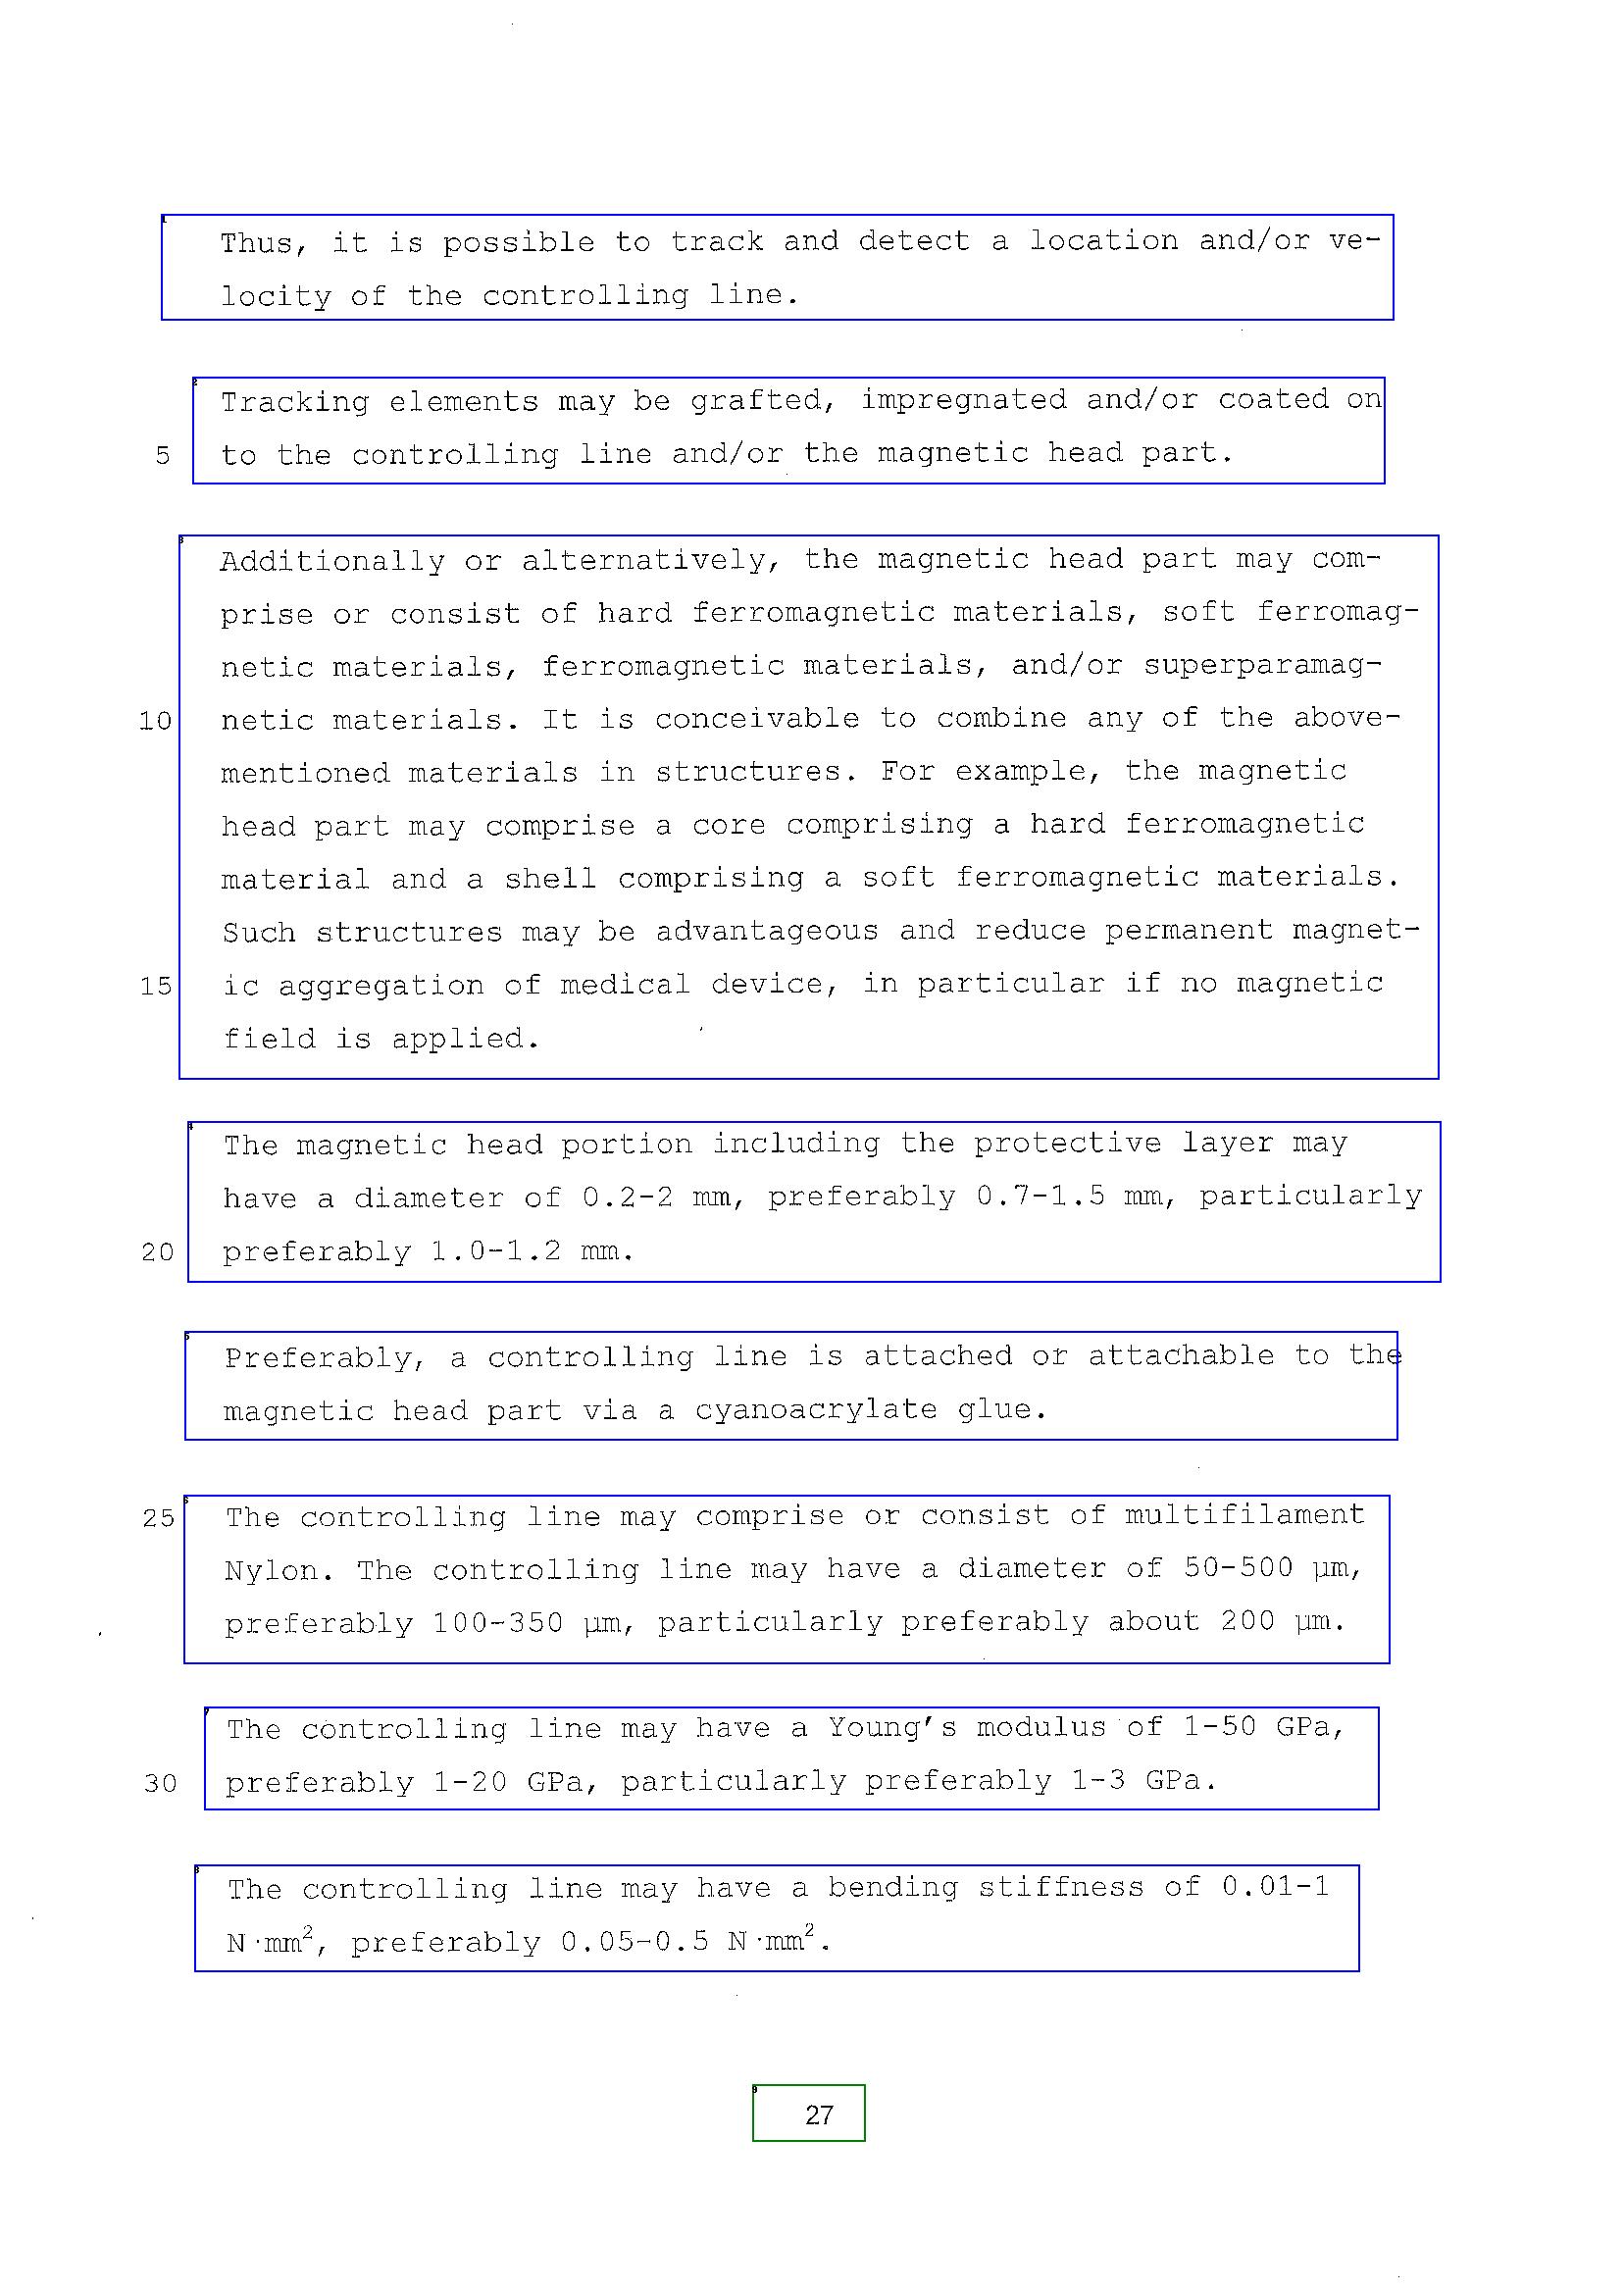 Thus, it is possible to track and detect a location and/or ve-
locity of the controlling line.
Tracking elements may be grafted, impregnated and/or coated on
5 to the controlling line and/or the magnetic head part.
Additionally or alternatively, the magnetic head part may com-
prise or consist of hard ferromagnetic materials, soft ferromag-
netic materials, ferromagnetic materials, and/or superparamag-
10 netic materials. It is conceivable to combine any of the above-
mentioned materials in structures. For example, the magnetic
head part may comprise a core comprising a hard ferromagnetic
material and a shell comprising a soft ferromagnetic materials.
Such structures may be advantageous and reduce permanent magnet-
15 ic aggregation of medical device, in particular if no magnetic
field is applied.
The magnetic head portion including the protective layer may
have a diameter of 0.2-2 mm, preferably 0.7-1.5 mm, particularly
20 preferably 1.0-1.2 mm.
Preferably, a controlling line is attached or attachable to the
magnetic head part via a cyanoacrylate glue.
25 The controlling line may comprise or consist of multifilament
Nylon. The controlling line may have a diameter of 50-500 µm,
preferably 100-350 µm, particularly preferably about 200 µm.
The controlling line may have a Young's modulus of 1-50 GPa,
30 preferably 1-20 GPa, particularly preferably 1-3 GPa.
The controlling line may have a bending stiffness of 0.01-1
N·mm², preferably 0.05-0.5 N·mm².
27